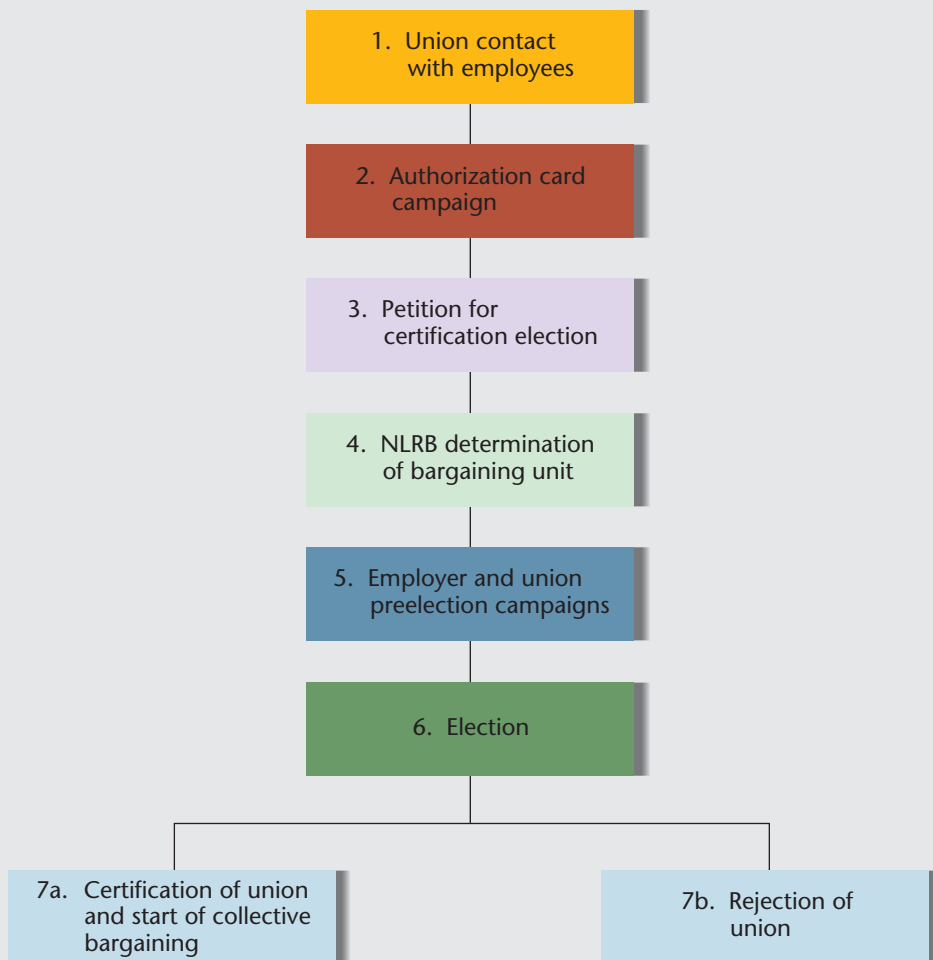 1. Union contact
with employees
2. Authorization card
campaign
3. Petition for
certification election
4. NLRB determination
of bargaining unit
5. Employer and union
preelection campaigns
6. Election
7a. Certification of union
and start of collective
bargaining
7b. Rejection of
union